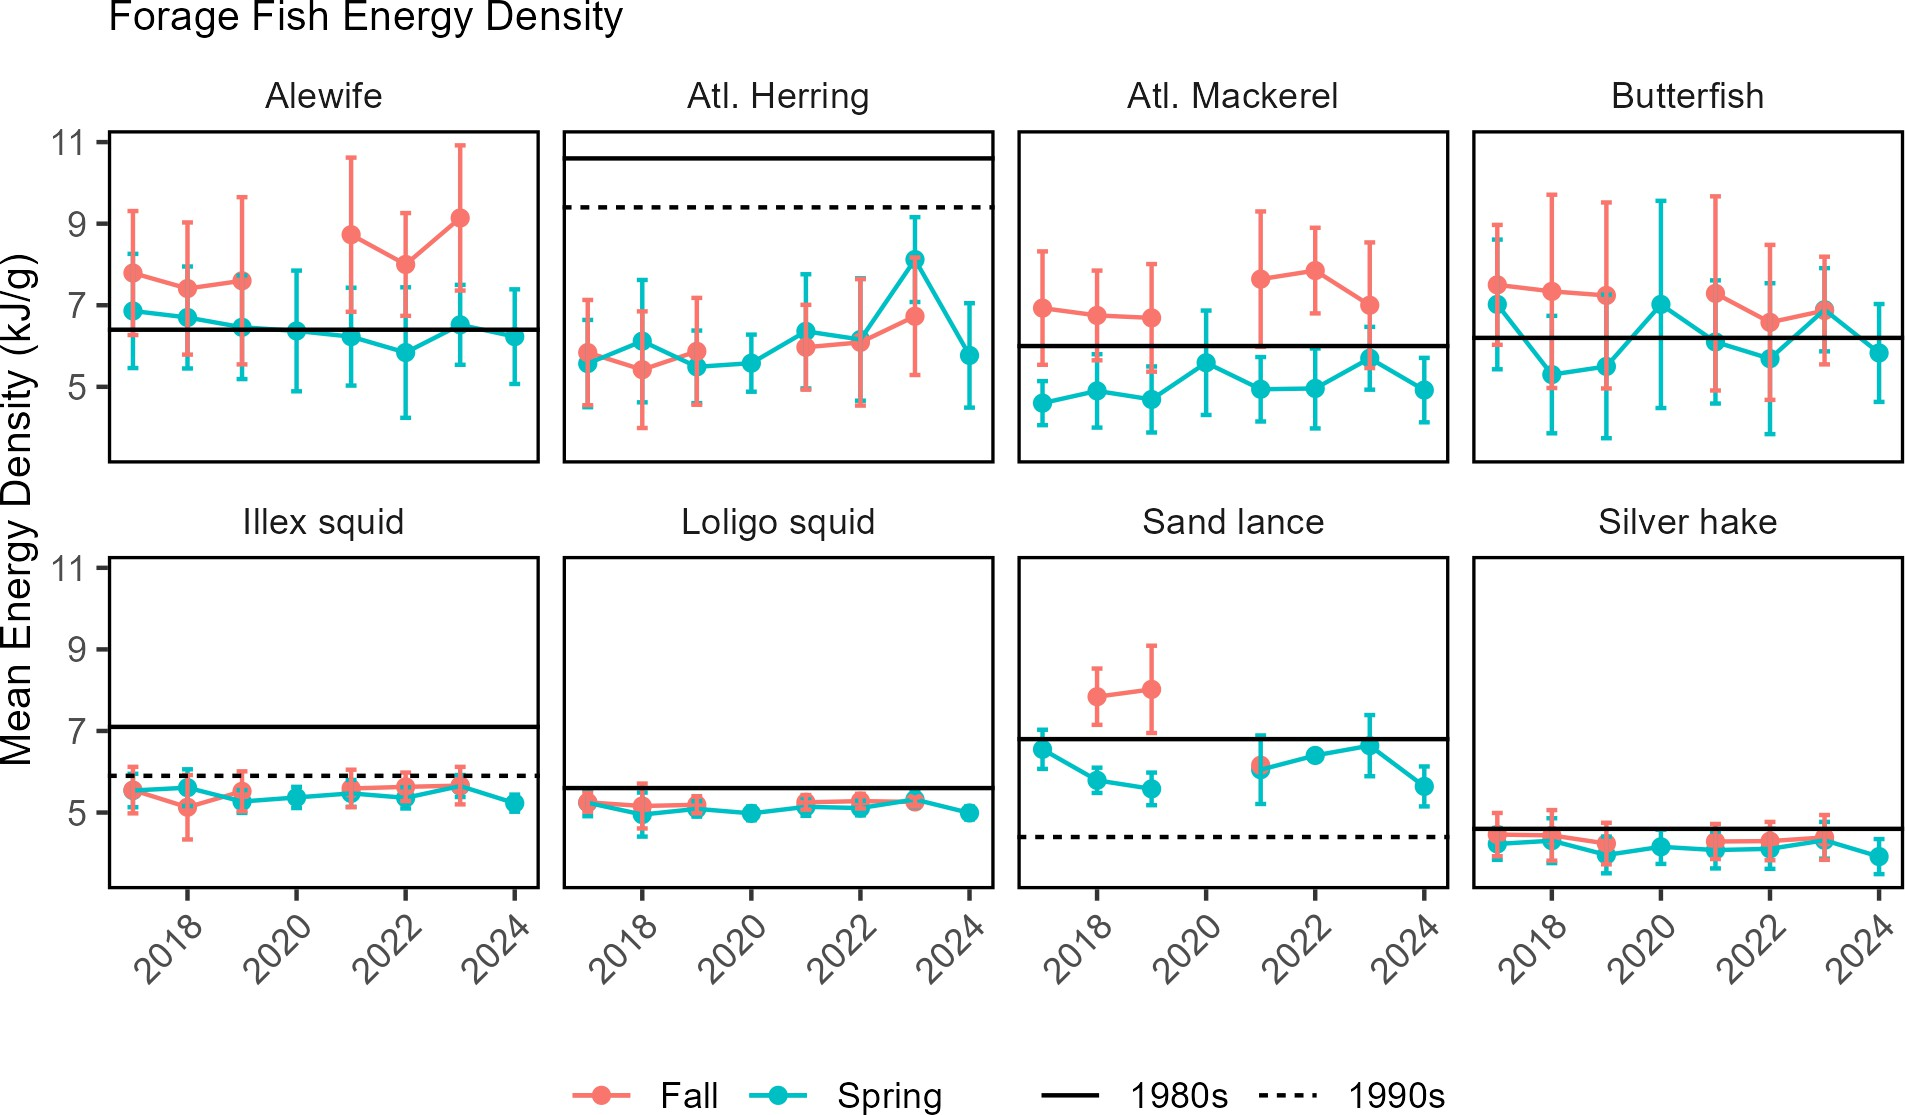 Forage Fish Energy Density
Mean Energy Density (kJ/g)
Alewife
Atl. Herring
Atl. Mackerel
Butterfish
11
9
7
5
Illex squid
Loligo squid
Sand lance
Silver hake
11
9
7
5
2018 2020 2022 2024
2018 2020 2022 2024
2018 2020 2022 2024
2018 2020 2022 2024
Fall Spring 1980s 1990s